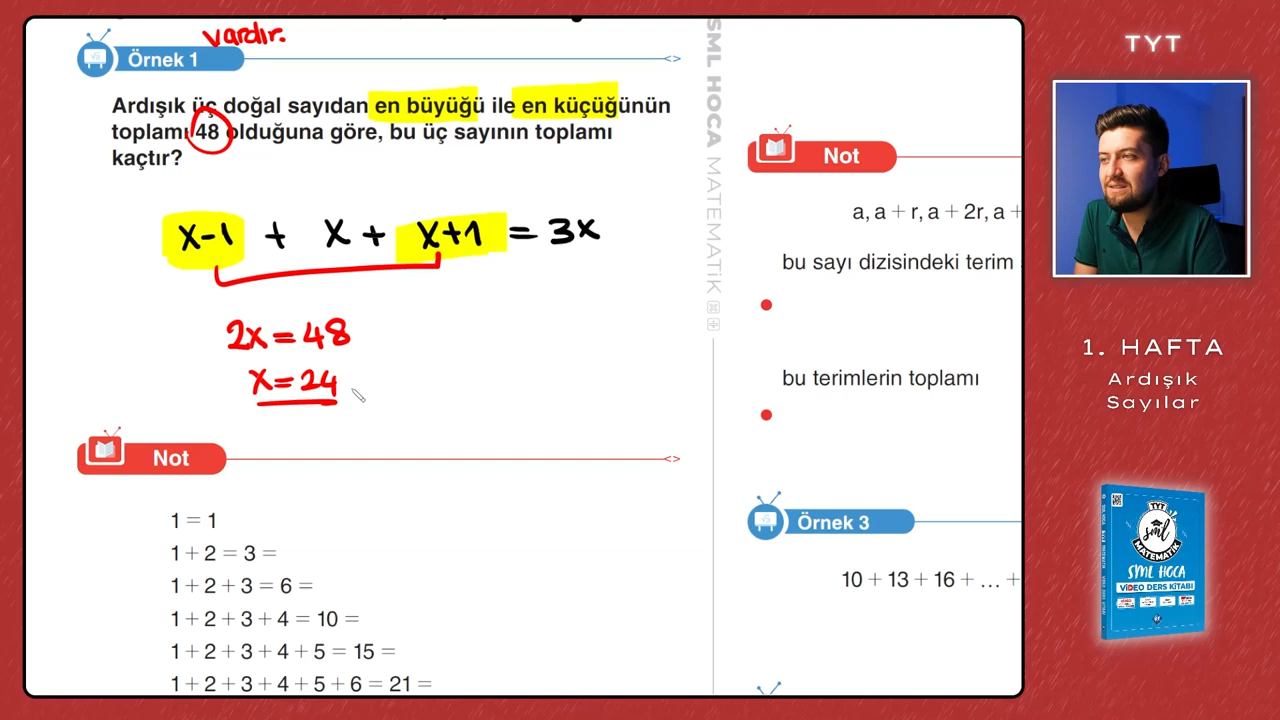 vardır.
Örnek 1
Ardışık üç doğal sayıdan en büyüğü ile en küçüğünün
toplamı 48 olduğuna göre, bu üç sayının toplamı
kaçtır?
x-1 + x + x+1 = 3x
2x = 48
x = 24
Not
1 = 1
1 + 2 = 3 =
1 + 2 + 3 = 6 =
1 + 2 + 3 + 4 = 10 =
1 + 2 + 3 + 4 + 5 = 15 =
1 + 2 + 3 + 4 + 5 + 6 = 21 =
SML HOCA MATEMATİK
Not
a, a + r, a + 2r, a +
bu sayı dizisindeki terim
bu terimlerin toplamı
Örnek 3
10 + 13 + 16 + … +
TYT
1. HAFTA
Ardışık
Sayılar
TYT
sml
MATEMATİK
SML HOCA
VİDEO DERS KİTABI